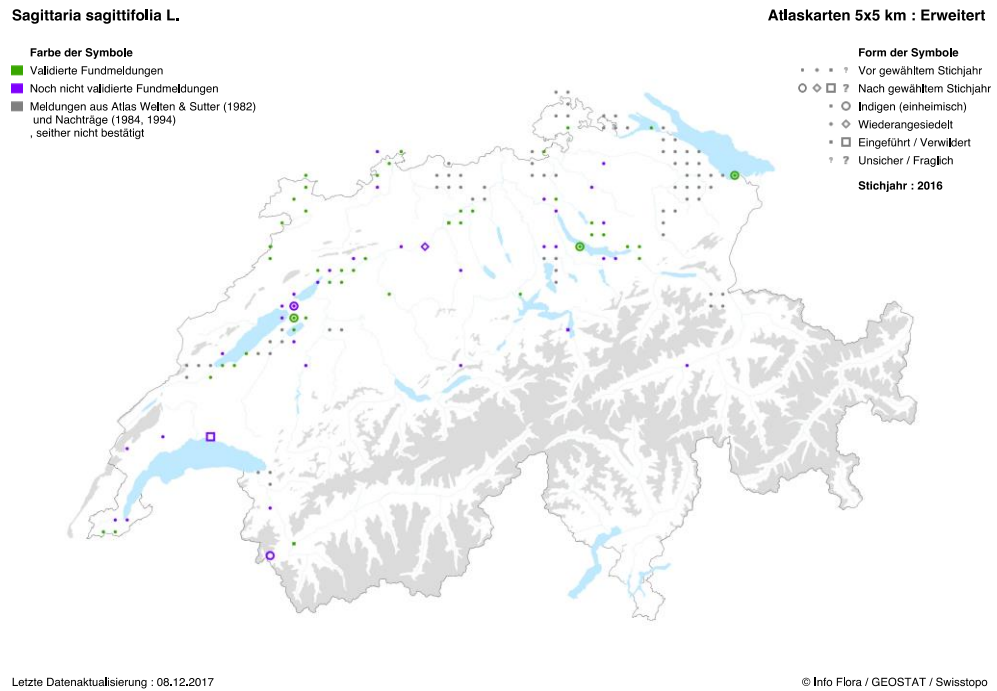 Sagittaria sagittifolia L.
Atlaskarten 5x5 km : Erweitert
Farbe der Symbole
Validierte Fundmeldungen
Noch nicht validierte Fundmeldungen
Meldungen aus Atlas Welten & Sutter (1982)
und Nachträge (1984, 1994)
, seither nicht bestätigt
Form der Symbole
? Vor gewähltem Stichjahr
? Nach gewähltem Stichjahr
Indigen (einheimisch)
Wiederangesiedelt
Eingeführt / Verwildert
? ? Unsicher / Fraglich
Stichjahr : 2016
Letzte Datenaktualisierung : 08.12.2017
© Info Flora / GEOSTAT / Swisstopo